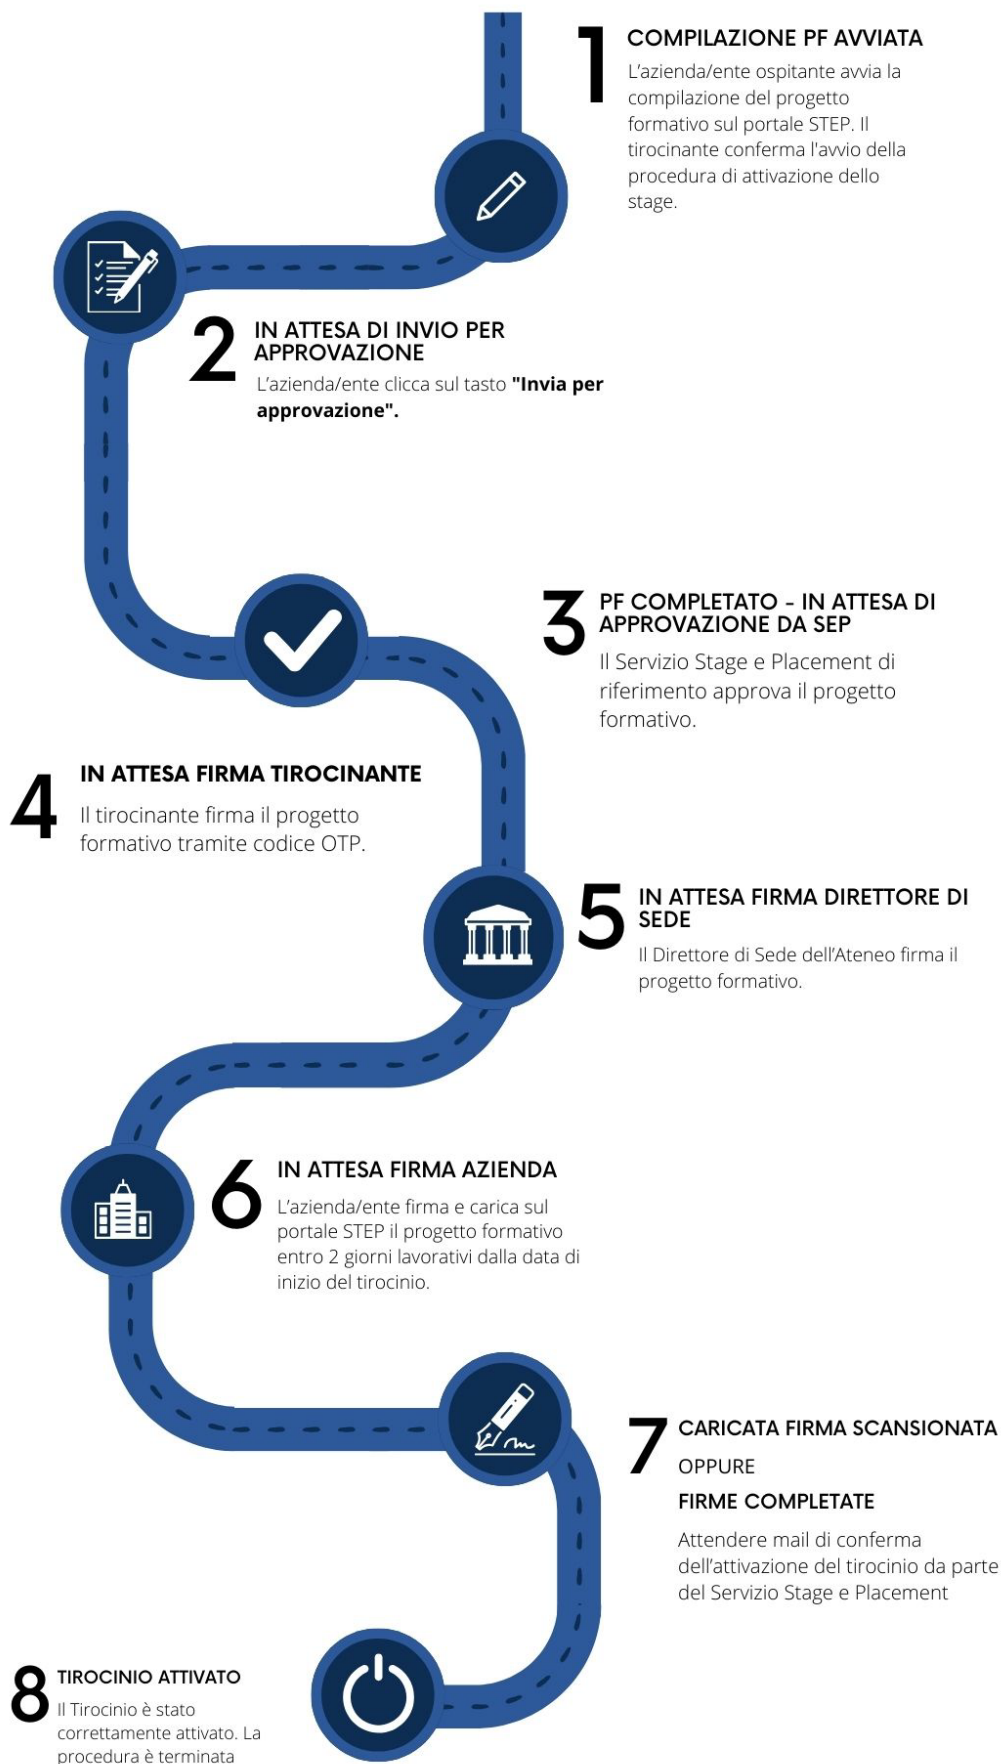 1
COMPILAZIONE PF AVVIATA
L'azienda/ente ospitante avvia la
compilazione del progetto
formativo sul portale STEP. Il
tirocinante conferma l'avvio della
procedura di attivazione dello
stage.
2
IN ATTESA DI INVIO PER
APPROVAZIONE
L'azienda/ente clicca sul tasto "Invia per
approvazione".
3
PF COMPLETATO - IN ATTESA DI
APPROVAZIONE DA SEP
Il Servizio Stage e Placement di
riferimento approva il progetto
formativo.
4
IN ATTESA FIRMA TIROCINANTE
Il tirocinante firma il progetto
formativo tramite codice OTP.
5
IN ATTESA FIRMA DIRETTORE DI
SEDE
Il Direttore di Sede dell'Ateneo firma il
progetto formativo.
6
IN ATTESA FIRMA AZIENDA
L'azienda/ente firma e carica sul
portale STEP il progetto formativo
entro 2 giorni lavorativi dalla data di
inizio del tirocinio.
7
CARICATA FIRMA SCANSIONATA
OPPURE
FIRME COMPLETATE
Attendere mail di conferma
dell'attivazione del tirocinio da parte
del Servizio Stage e Placement
8
TIROCINIO ATTIVATO
Il Tirocinio è stato
correttamente attivato. La
procedura è terminata